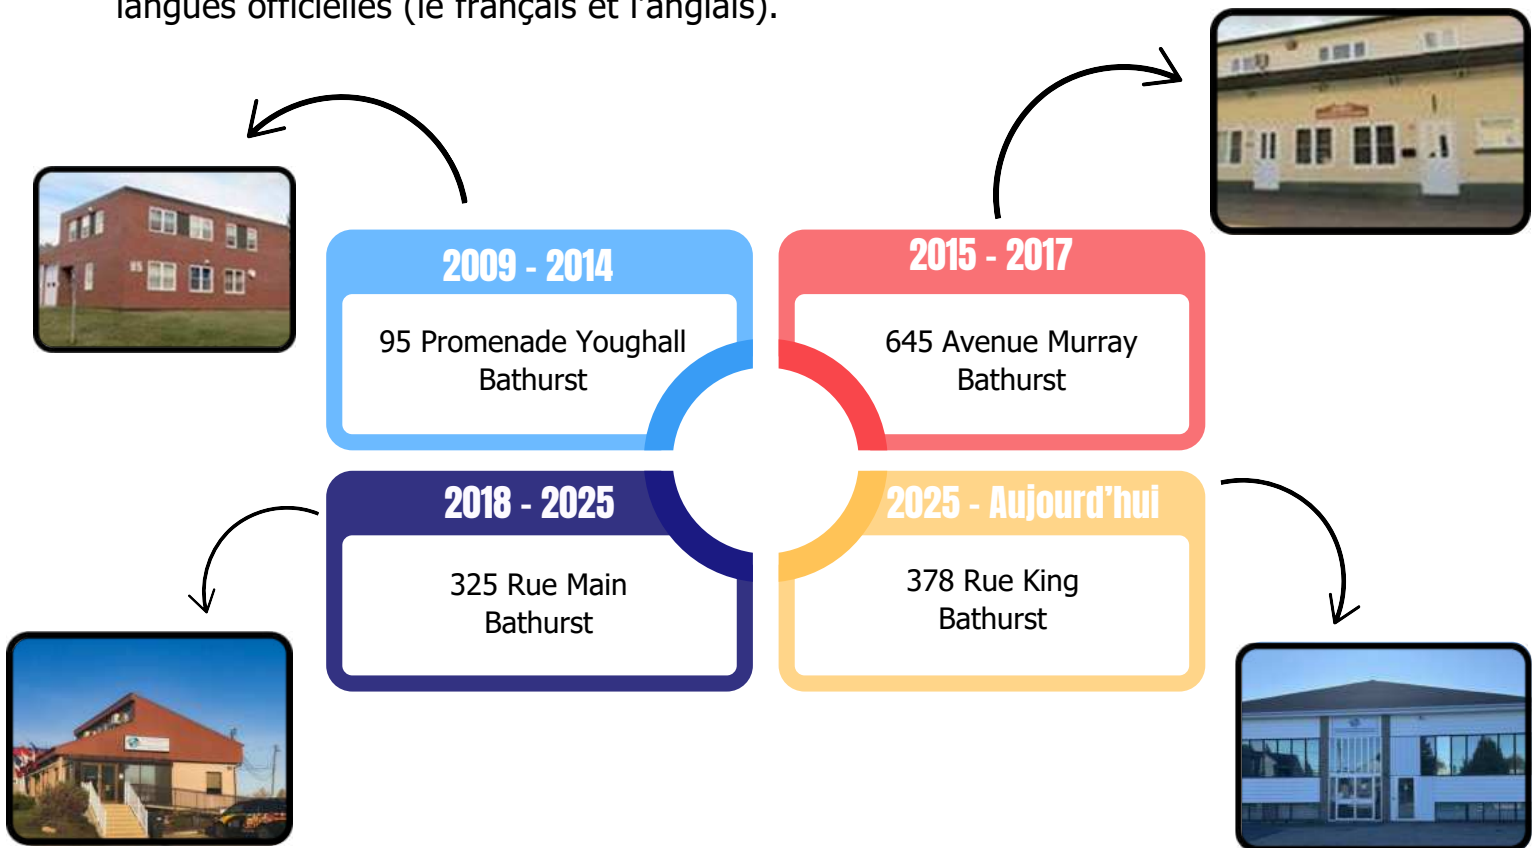 langues officielles (le français et l'anglais).
2009 - 2014
95 Promenade Youghall
Bathurst
2015 - 2017
645 Avenue Murray
Bathurst
2018 - 2025
325 Rue Main
Bathurst
2025 - Aujourd'hui
378 Rue King
Bathurst